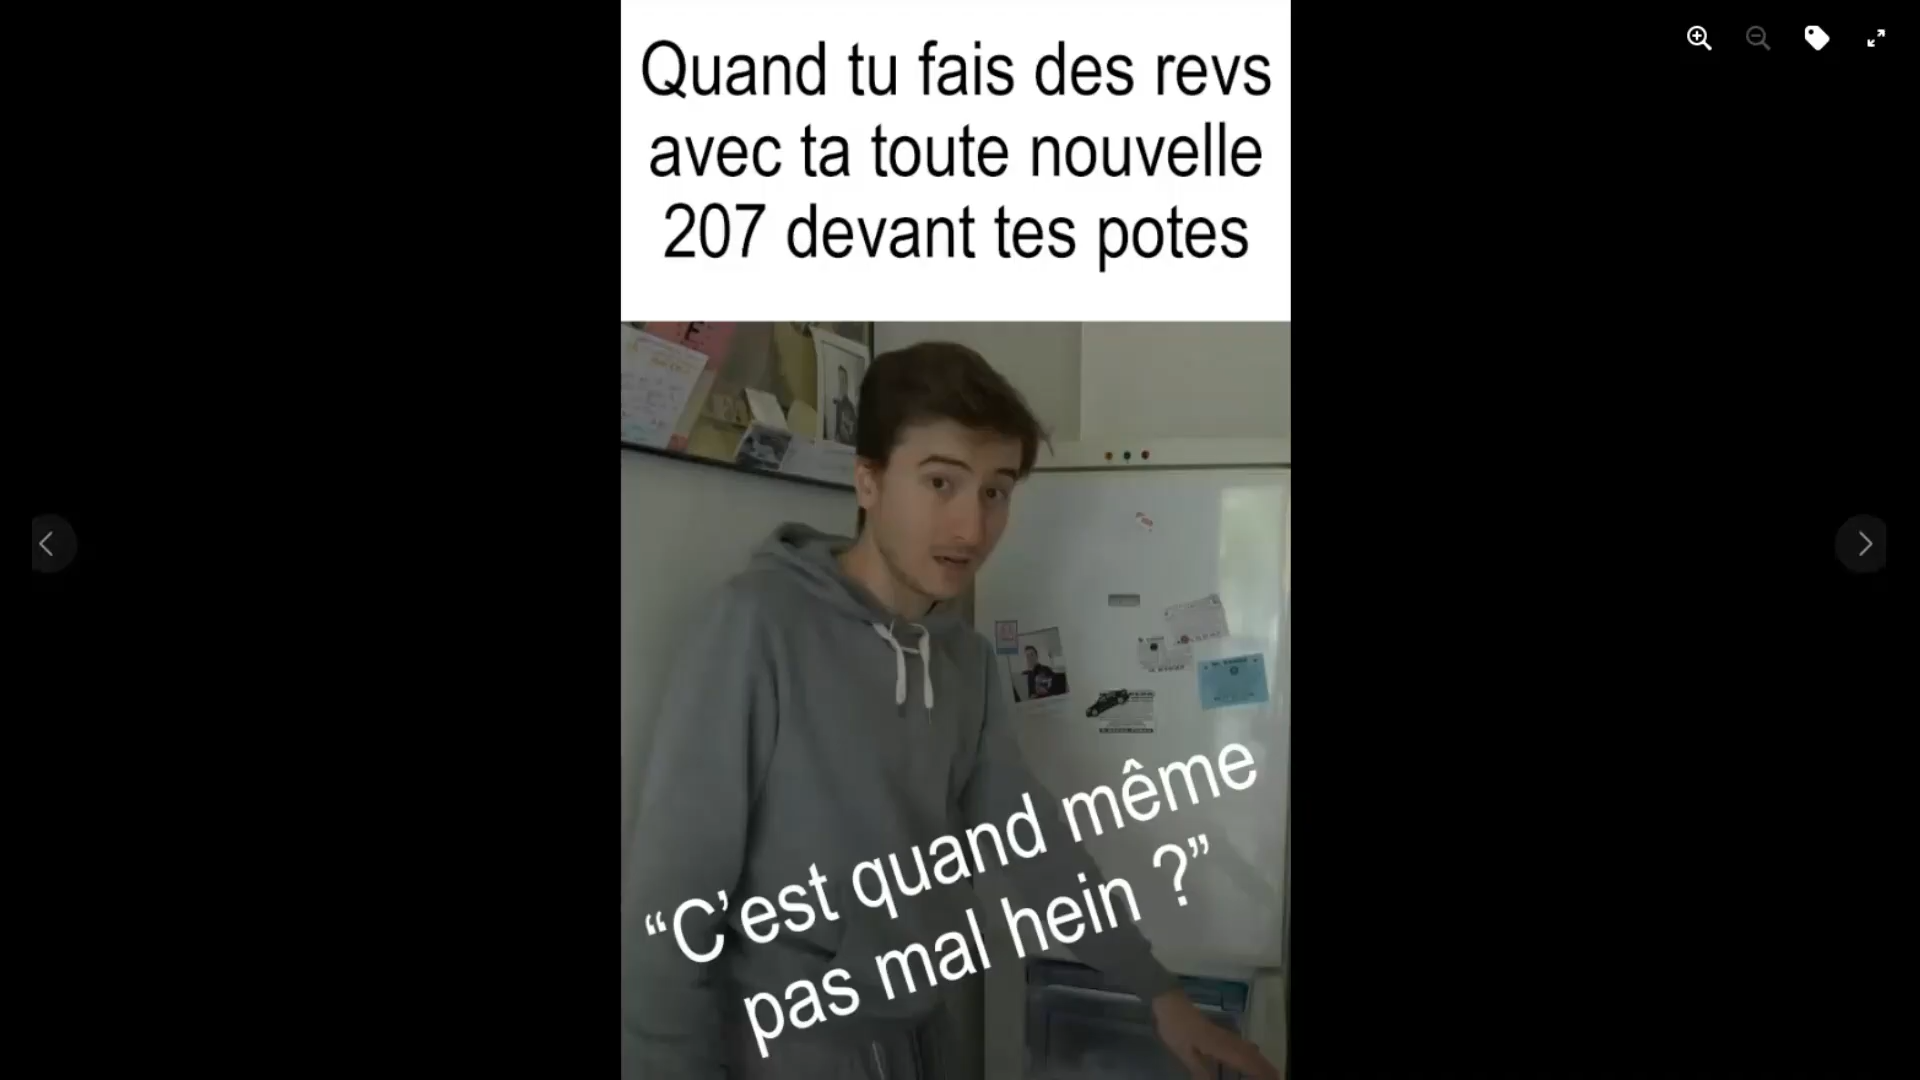 Quand tu fais des revs
avec ta toute nouvelle
207 devant tes potes
“C’est quand même
pas mal hein ?”